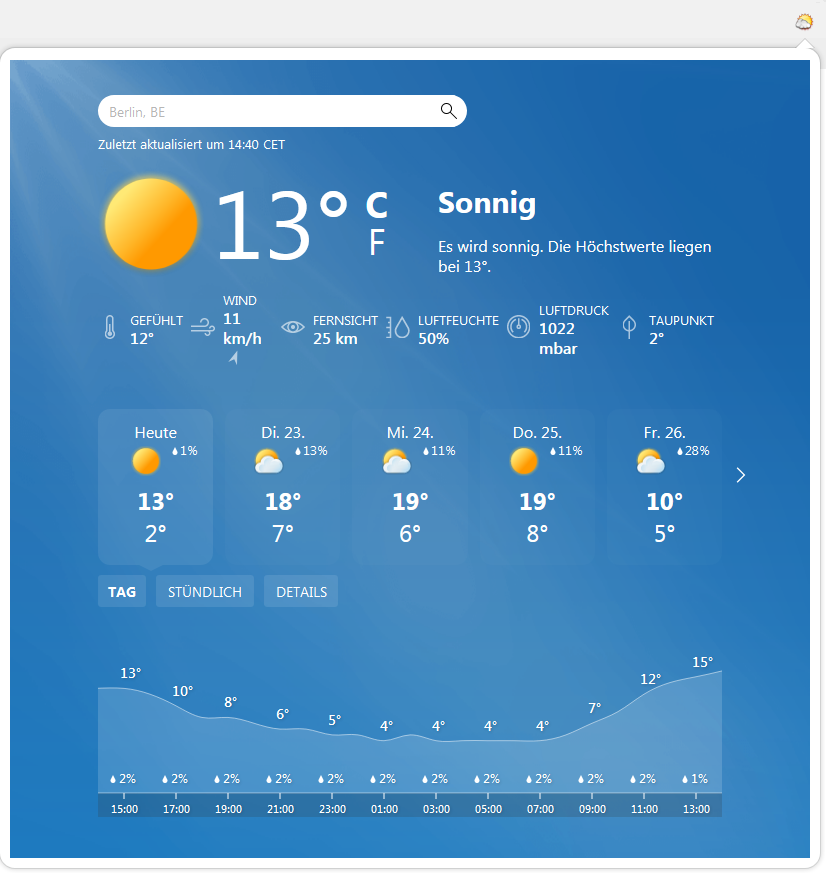 Berlin, BE
Zuletzt aktualisiert um 14:40 CET
13° C
F
Sonnig
Es wird sonnig. Die Höchstwerte liegen
bei 13°.
GEFÜHLT
12°
WIND
11
km/h
FERNSICHT
25 km
LUFTFEUCHTE
50%
LUFTDRUCK
1022
mbar
TAUPUNKT
2°
Heute
1%
13°
2°
Di. 23.
13%
18°
7°
Mi. 24.
11%
19°
6°
Do. 25.
11%
19°
8°
Fr. 26.
28%
10°
5°
TAG STÜNDLICH DETAILS
13° 10° 8° 6° 5° 4° 4° 4° 4° 7° 12° 15°
2% 2% 2% 2% 2% 2% 2% 2% 2% 2% 2% 1%
15:00 17:00 19:00 21:00 23:00 01:00 03:00 05:00 07:00 09:00 11:00 13:00